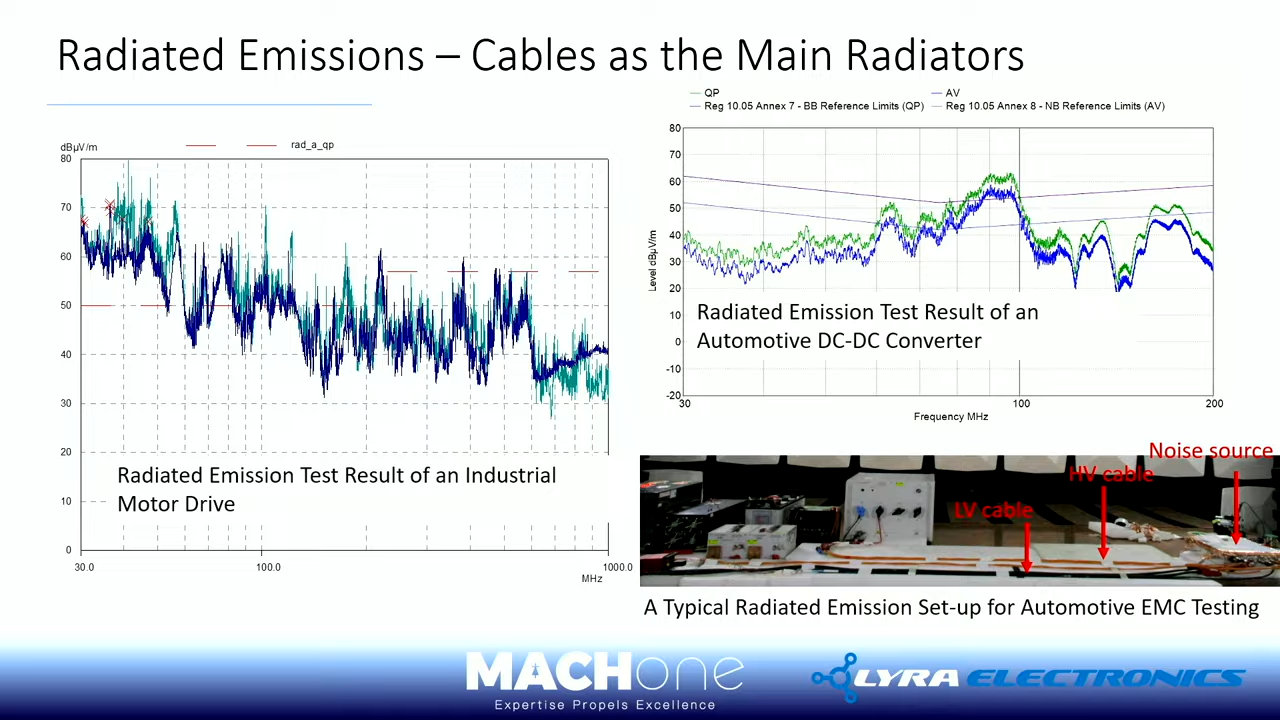 Radiated Emissions – Cables as the Main Radiators
dBµV/m
rad_a_qp
80
70
60
50
40
30
20
10
0
30.0
100.0
1000.0
MHz
Radiated Emission Test Result of an Industrial
Motor Drive
QP
AV
Reg 10.05 Annex 7 - BB Reference Limits (QP)
Reg 10.05 Annex 8 - NB Reference Limits (AV)
Level dBµV/m
80
70
60
50
40
30
20
10
0
-10
-20
30
100
200
Frequency MHz
Radiated Emission Test Result of an
Automotive DC-DC Converter
Noise source
HV cable
LV cable
A Typical Radiated Emission Set-up for Automotive EMC Testing
MACHone
Expertise Propels Excellence
LYRA ELECTRONICS